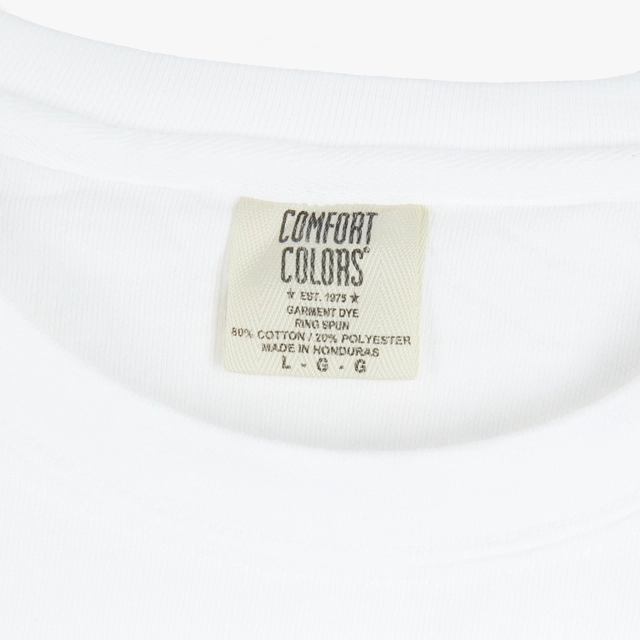 COMFORT
COLORS®
★ EST. 1975 ★
GARMENT DYE
RING SPUN
80% COTTON / 20% POLYESTER
MADE IN HONDURAS
L - G - G